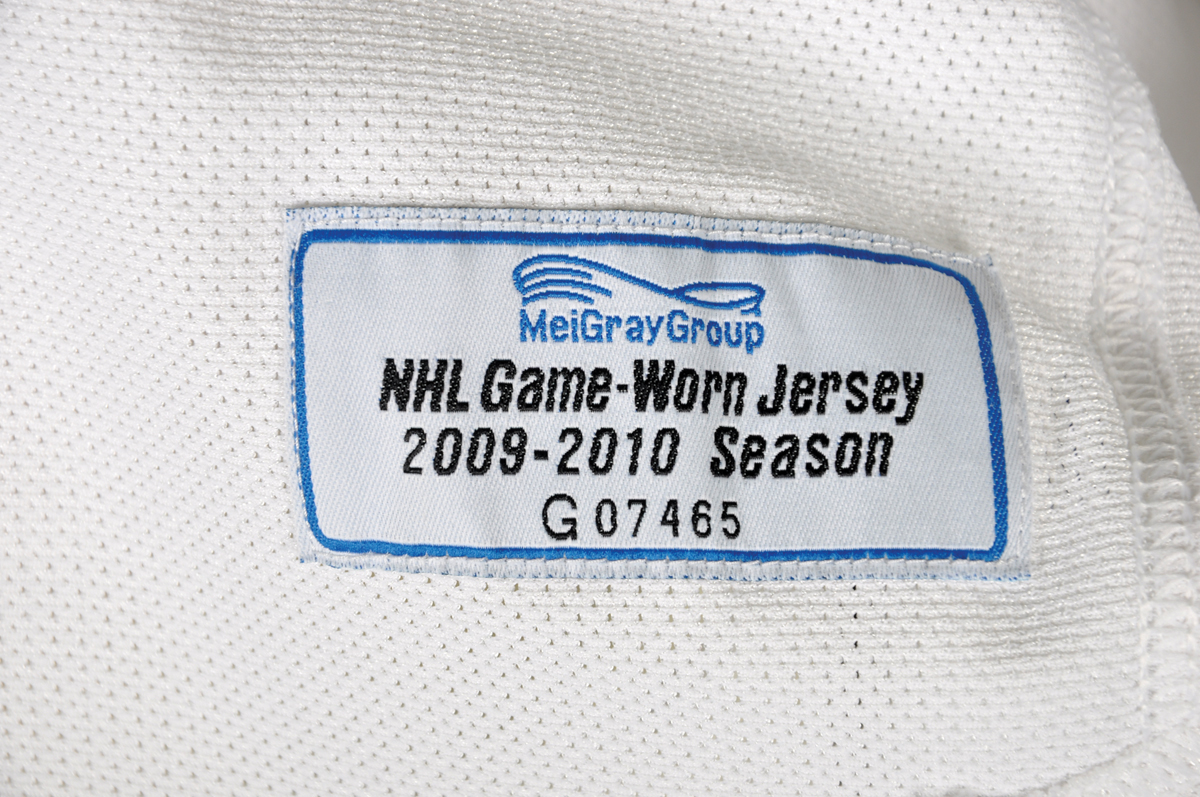 MeiGrayGroup
NHL Game-Worn Jersey
2009-2010 Season
G 07465